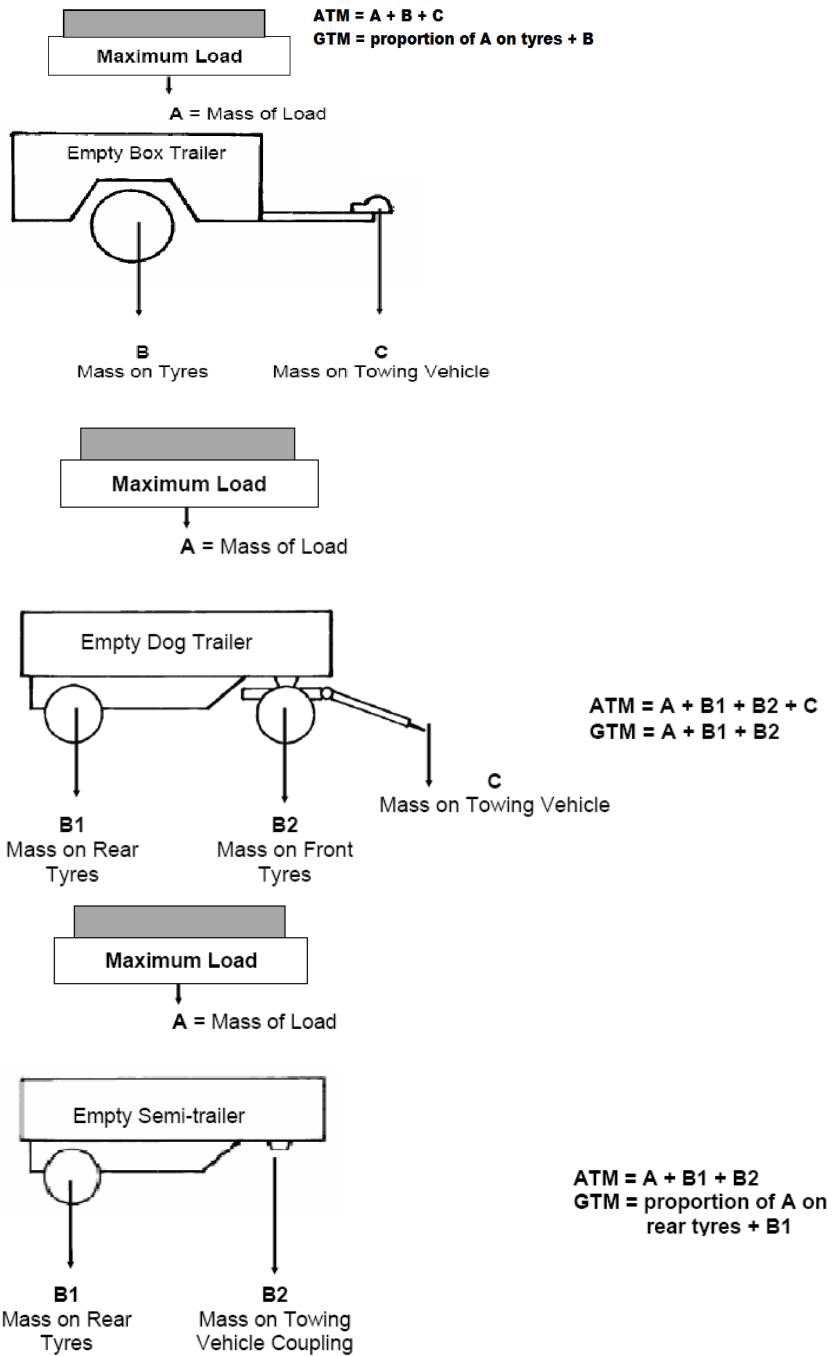 ATM = A + B + C
GTM = proportion of A on tyres + B
Maximum Load
A = Mass of Load
Empty Box Trailer
B
Mass on Tyres
C
Mass on Towing Vehicle
Maximum Load
A = Mass of Load
Empty Dog Trailer
ATM = A + B1 + B2 + C
GTM = A + B1 + B2
C
Mass on Towing Vehicle
B1
Mass on Rear
Tyres
B2
Mass on Front
Tyres
Maximum Load
A = Mass of Load
Empty Semi-trailer
ATM = A + B1 + B2
GTM = proportion of A on
rear tyres + B1
B1
Mass on Rear
Tyres
B2
Mass on Towing
Vehicle Coupling